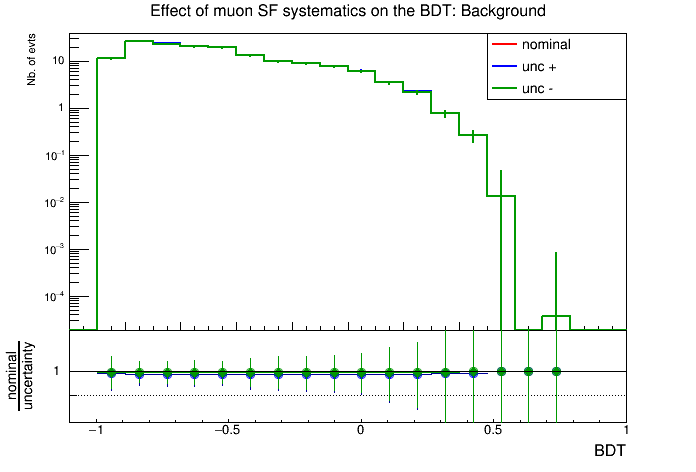 Effect of muon SF systematics on the BDT: Background
Nb. of evts
nominal
unc +
unc -
10
1
10⁻¹
10⁻²
10⁻³
10⁻⁴
nominal
uncertainty
1
−1
−0.5
0
0.5
1
BDT